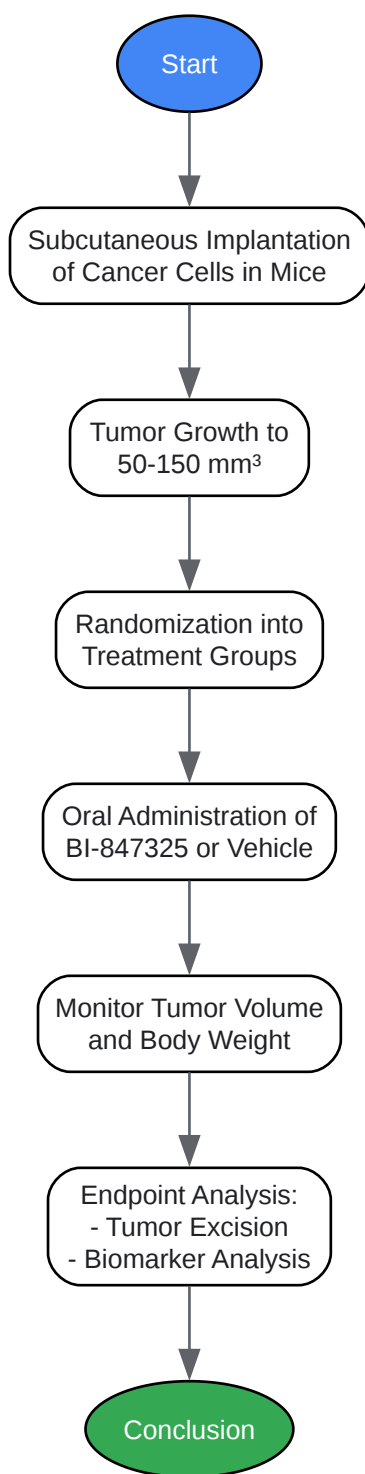 Start
Subcutaneous Implantation
of Cancer Cells in Mice
Tumor Growth to
50-150 mm³
Randomization into
Treatment Groups
Oral Administration of
BI-847325 or Vehicle
Monitor Tumor Volume
and Body Weight
Endpoint Analysis:
- Tumor Excision
- Biomarker Analysis
Conclusion